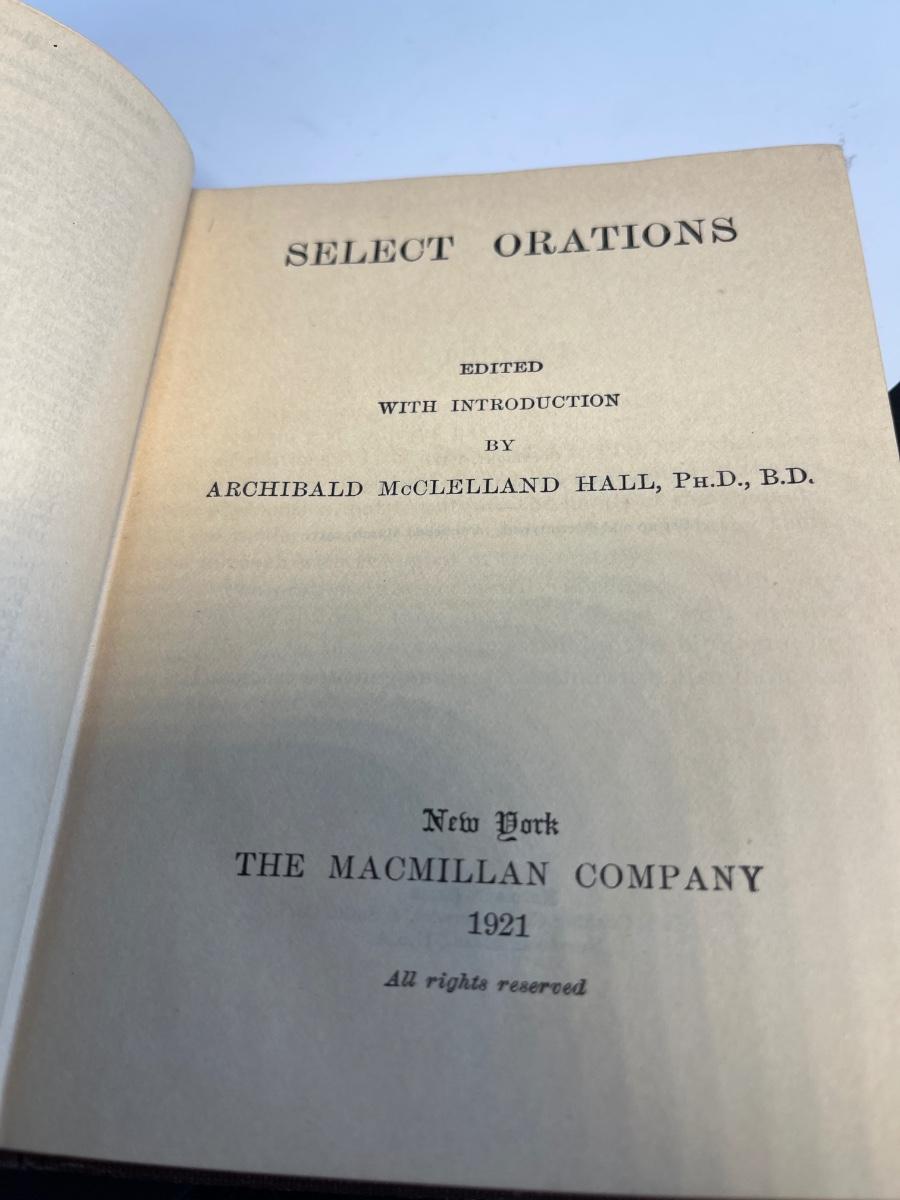 SELECT ORATIONS
EDITED
WITH INTRODUCTION
BY
ARCHIBALD McCLELLAND HALL, PH.D., B.D.
New York
THE MACMILLAN COMPANY
1921
All rights reserved